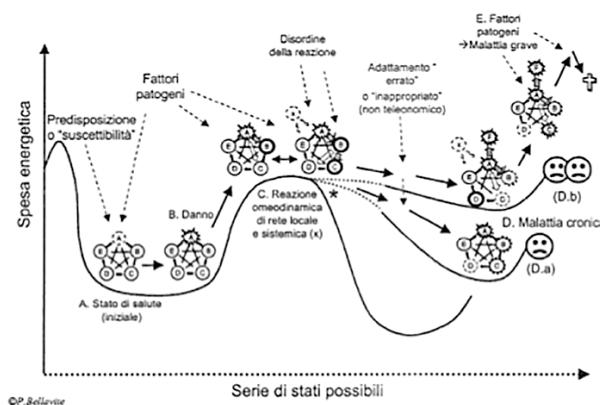 E. Fattori
patogeni
→Malattia grave
Disordine
della reazione
Adattamento "
errato"
o "inappropriato"
(non teleonomico)
Fattori
patogeni
Predisposizione
o "suscettibilità"
Spesa energetica
B. Danno
C. Reazione
omeodinamica
di rete locale
e sistemica (x)
*
(D.b)
D. Malattia cronica
(D.a)
A. Stato di salute
(iniziale)
A
B
C
D
E
Serie di stati possibili
©P.Bellavite